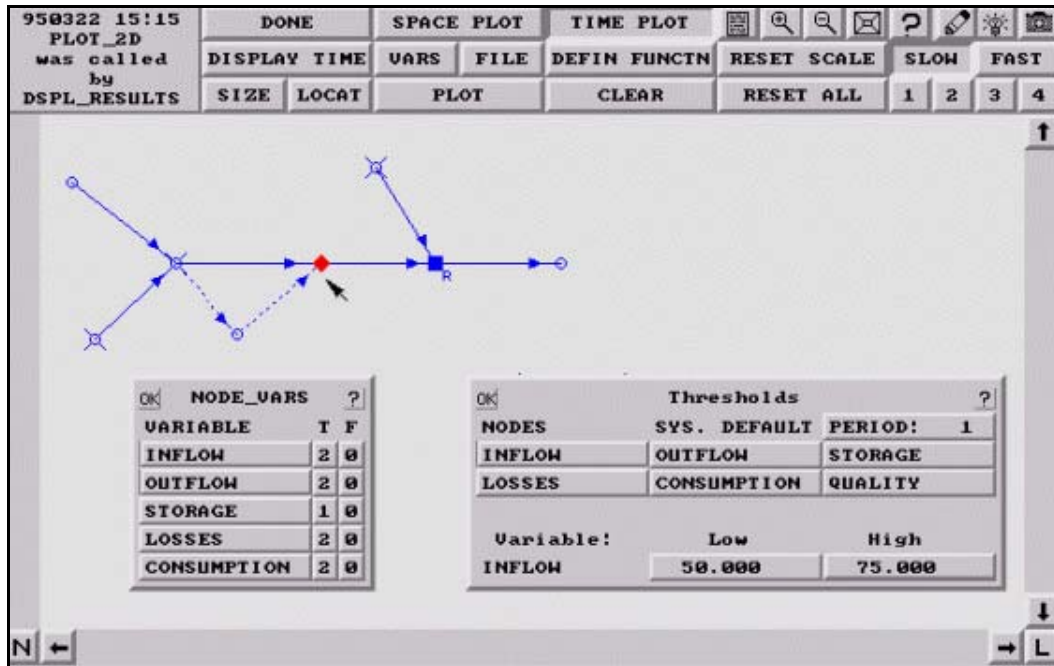 950322 15:15
PLOT_2D
was called
by
DSPL_RESULTS
DONE SPACE PLOT TIME PLOT ?
DISPLAY TIME VARS FILE DEFIN FUNCTN RESET SCALE SLOW FAST
SIZE LOCAT PLOT CLEAR RESET ALL 1 2 3 4
R
OK NODE_VARS ?
VARIABLE T F
INFLOW 2 0
OUTFLOW 2 0
STORAGE 1 0
LOSSES 2 0
CONSUMPTION 2 0
OK Thresholds ?
NODES SYS. DEFAULT PERIOD: 1
INFLOW OUTFLOW STORAGE
LOSSES CONSUMPTION QUALITY
Variable: Low High
INFLOW 50.000 75.000
N L